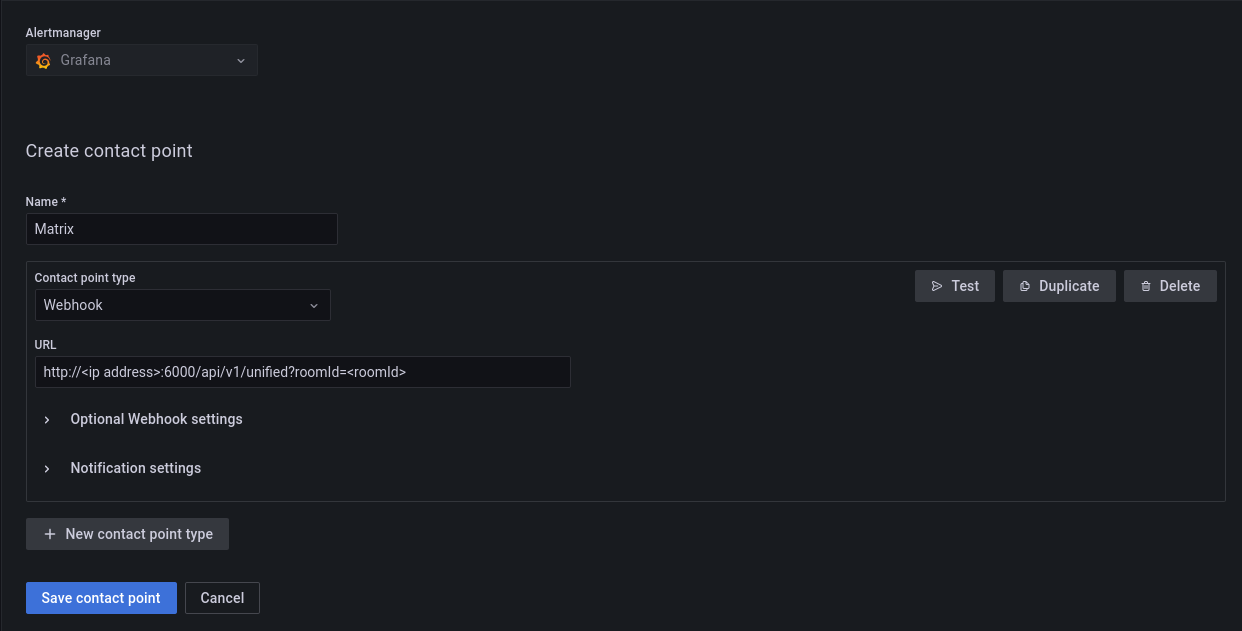 Alertmanager
Grafana
Create contact point
Name *
Matrix
Contact point type
Webhook
Test
Duplicate
Delete
URL
http://<ip address>:6000/api/v1/unified?roomId=<roomId>
Optional Webhook settings
Notification settings
New contact point type
Save contact point
Cancel